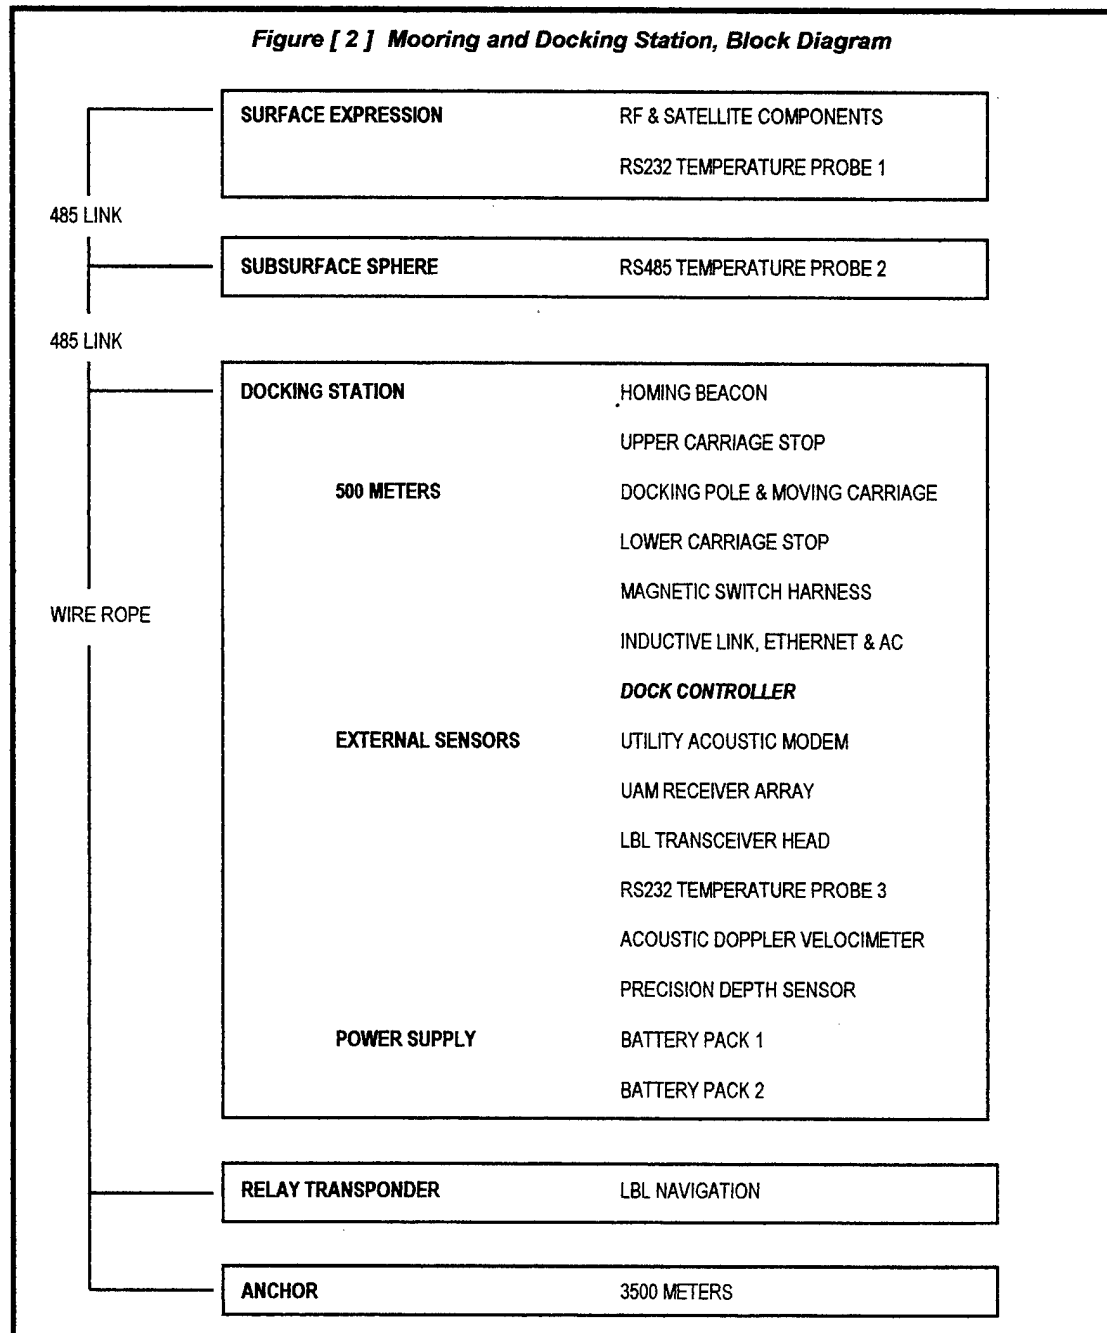 Figure [ 2 ] Mooring and Docking Station, Block Diagram
SURFACE EXPRESSION RF & SATELLITE COMPONENTS
RS232 TEMPERATURE PROBE 1
485 LINK
SUBSURFACE SPHERE RS485 TEMPERATURE PROBE 2
485 LINK
DOCKING STATION HOMING BEACON
UPPER CARRIAGE STOP
500 METERS DOCKING POLE & MOVING CARRIAGE
LOWER CARRIAGE STOP
MAGNETIC SWITCH HARNESS
WIRE ROPE
INDUCTIVE LINK, ETHERNET & AC
DOCK CONTROLLER
EXTERNAL SENSORS UTILITY ACOUSTIC MODEM
UAM RECEIVER ARRAY
LBL TRANSCEIVER HEAD
RS232 TEMPERATURE PROBE 3
ACOUSTIC DOPPLER VELOCIMETER
PRECISION DEPTH SENSOR
POWER SUPPLY BATTERY PACK 1
BATTERY PACK 2
RELAY TRANSPONDER LBL NAVIGATION
ANCHOR 3500 METERS